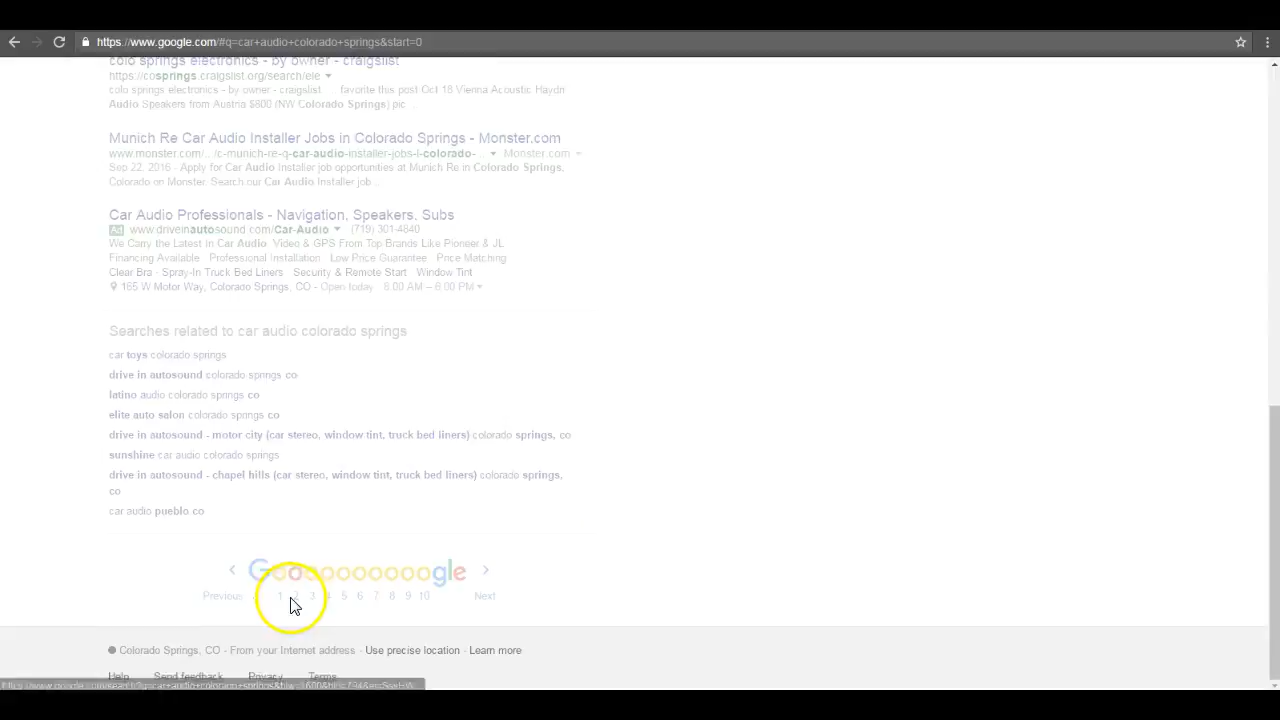 https://www.google.com/#q=car+audio+colorado+springs&start=0
colo springs electronics - by owner - craigslist
https://cosprings.craigslist.org/search/ele
colo springs electronics - by owner - craigslist ... favorite this post Oct 18 Vienna Acoustic Haydn
Audio Speakers from Austria $800 (NW Colorado Springs) pic ...
Munich Re Car Audio Installer Jobs in Colorado Springs - Monster.com
www.monster.com/.../c-munich-re-q-car-audio-installer-jobs-l-colorado-... Monster.com
Sep 22, 2016 - Apply for Car Audio Installer job opportunities at Munich Re in Colorado Springs,
Colorado on Monster. Search our Car Audio Installer job ...
Car Audio Professionals - Navigation, Speakers, Subs
Ad www.driveinautosound.com/Car-Audio (719) 301-4840
We Carry the Latest In Car Audio Video & GPS From Top Brands Like Pioneer & JL
Financing Available Professional Installation Low Price Guarantee Price Matching
Clear Bra · Spray-In Truck Bed Liners Security & Remote Start Window Tint
165 W Motor Way, Colorado Springs, CO - Open today · 8:00 AM – 6:00 PM
Searches related to car audio colorado springs
car toys colorado springs
drive in autosound colorado springs co
latino audio colorado springs co
elite auto salon colorado springs co
drive in autosound - motor city (car stereo, window tint, truck bed liners) colorado springs, co
sunshine car audio colorado springs
drive in autosound - chapel hills (car stereo, window tint, truck bed liners) colorado springs,
co
car audio pueblo co
Gooooooooooogle
Previous 1 2 3 4 5 6 7 8 9 10 Next
Colorado Springs, CO - From your Internet address - Use precise location - Learn more
Help Send feedback Privacy Terms